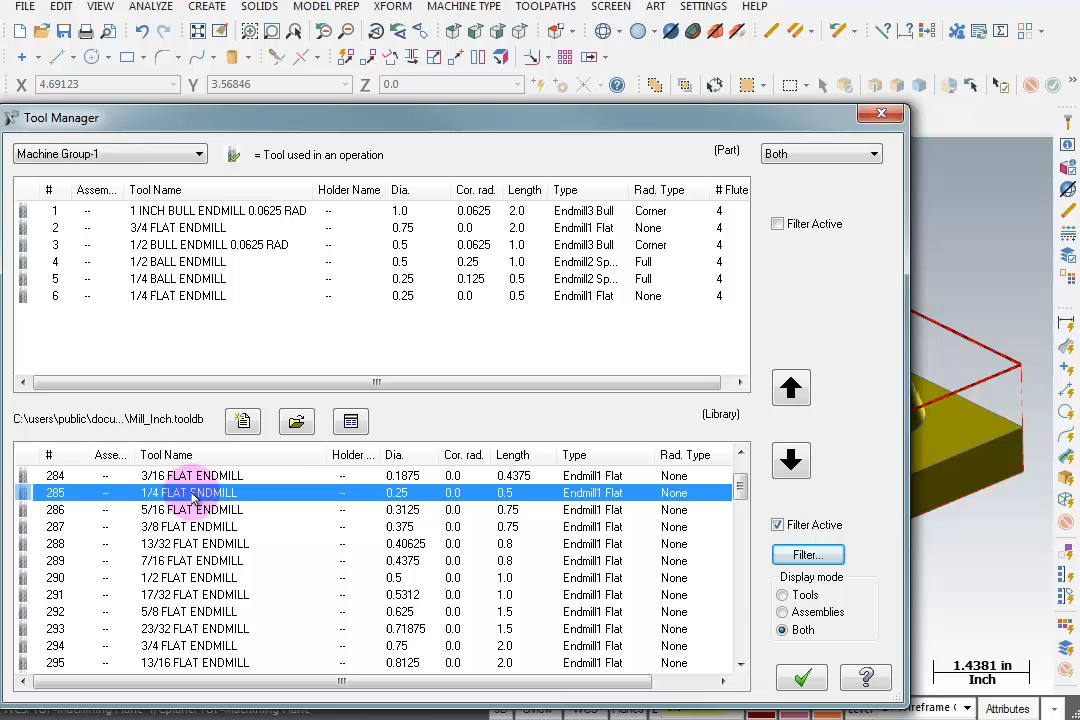 FILE EDIT VIEW ANALYZE CREATE SOLIDS MODEL PREP XFORM MACHINE TYPE TOOLPATHS SCREEN ART SETTINGS HELP
X 4.69123 Y 3.56846 Z 0.0
Tool Manager
Machine Group-1 = Tool used in an operation (Part) Both
# Assem... Tool Name Holder Name Dia. Cor. rad. Length Type Rad. Type # Flute
1 -- 1 INCH BULL ENDMILL 0.0625 RAD -- 1.0 0.0625 2.0 Endmill3 Bull Corner 4
2 -- 3/4 FLAT ENDMILL -- 0.75 0.0 2.0 Endmill1 Flat None 4
3 -- 1/2 BULL ENDMILL 0.0625 RAD -- 0.5 0.0625 1.0 Endmill3 Bull Corner 4
4 -- 1/2 BALL ENDMILL -- 0.5 0.25 1.0 Endmill2 Sp... Full 4
5 -- 1/4 BALL ENDMILL -- 0.25 0.125 0.5 Endmill2 Sp... Full 4
6 -- 1/4 FLAT ENDMILL -- 0.25 0.0 0.5 Endmill1 Flat None 4
Filter Active
C:\users\public\docu...\Mill_Inch.tooldb (Library)
# Asse... Tool Name Holder ... Dia. Cor. rad. Length Type Rad. Type
284 -- 3/16 FLAT ENDMILL -- 0.1875 0.0 0.4375 Endmill1 Flat None
285 -- 1/4 FLAT ENDMILL -- 0.25 0.0 0.5 Endmill1 Flat None
286 -- 5/16 FLAT ENDMILL -- 0.3125 0.0 0.75 Endmill1 Flat None
287 -- 3/8 FLAT ENDMILL -- 0.375 0.0 0.75 Endmill1 Flat None
288 -- 13/32 FLAT ENDMILL -- 0.40625 0.0 0.8 Endmill1 Flat None
289 -- 7/16 FLAT ENDMILL -- 0.4375 0.0 0.8 Endmill1 Flat None
290 -- 1/2 FLAT ENDMILL -- 0.5 0.0 1.0 Endmill1 Flat None
291 -- 17/32 FLAT ENDMILL -- 0.5312 0.0 1.0 Endmill1 Flat None
292 -- 5/8 FLAT ENDMILL -- 0.625 0.0 1.5 Endmill1 Flat None
293 -- 23/32 FLAT ENDMILL -- 0.71875 0.0 1.5 Endmill1 Flat None
294 -- 3/4 FLAT ENDMILL -- 0.75 0.0 2.0 Endmill1 Flat None
295 -- 13/16 FLAT ENDMILL -- 0.8125 0.0 2.0 Endmill1 Flat None
Filter Active
Filter...
Display mode
Tools
Assemblies
Both
1.4381 in
Inch
Attributes